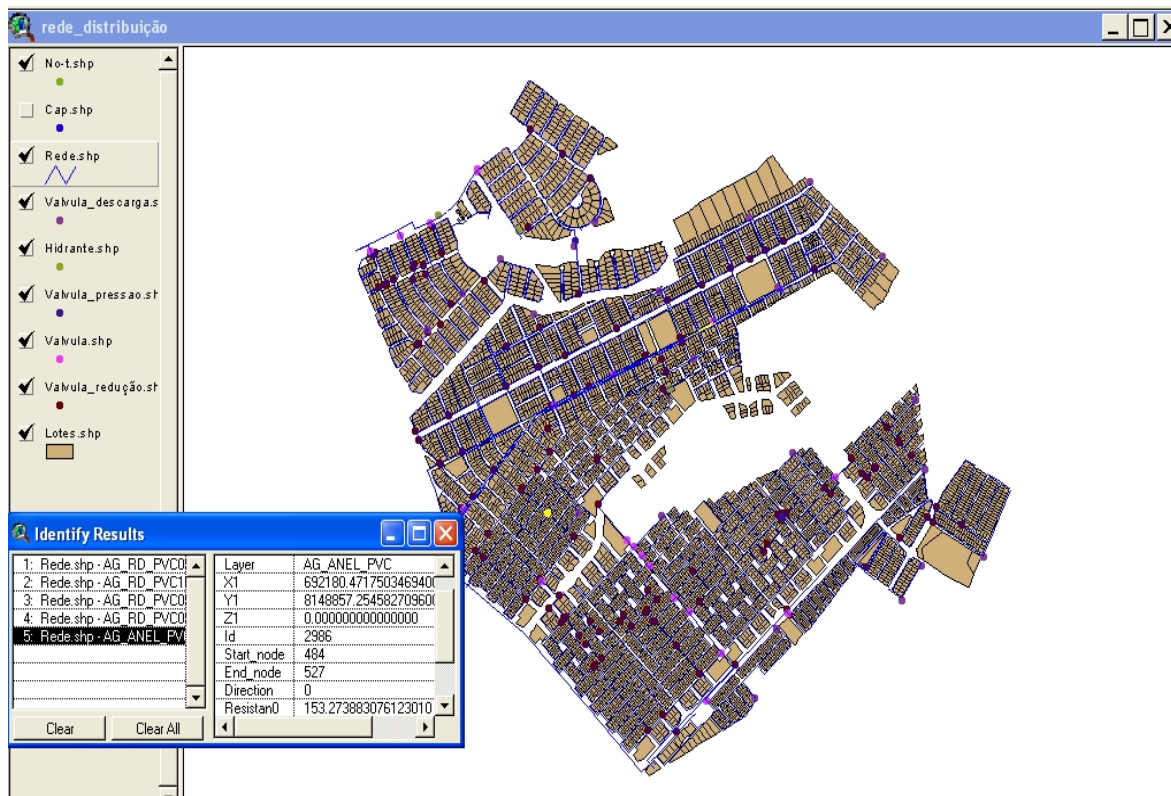 rede_distribuição
No-t.shp
Cap.shp
Rede.shp
Valvula_descarga.s
Hidrante.shp
Valvula_pressao.sh
Valvula.shp
Valvula_redução.sh
Lotes.shp
Identify Results
1: Rede.shp - AG_RD_PVC0
2: Rede.shp - AG_RD_PVC1
3: Rede.shp - AG_RD_PVC0
4: Rede.shp - AG_RD_PVC0
5: Rede.shp - AG_ANEL_PV
Layer AG_ANEL_PVC
X1 692180.4717503469400
Y1 8148857.254582709600
Z1 0.000000000000000
Id 2986
Start_node 484
End_node 527
Direction 0
Resistan0 153.273883076123010
Clear Clear All